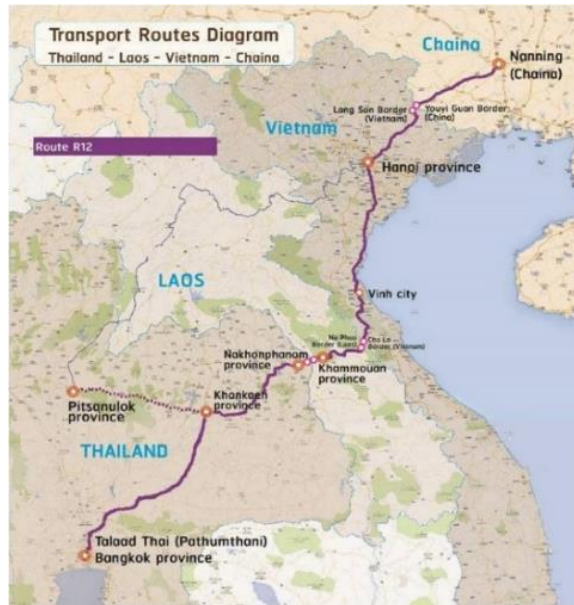 Transport Routes Diagram
Thailand - Laos - Vietnam - Chaina
Chaina
Nanning
(Chaina)
Lang Son Border
(Vietnam)
Youyi Guan Border
(China)
Vietnam
Route R12
Hanoi province
LAOS
Vinh city
Na Phao
Border (Laos)
Cha Lo
Border (Vietnam)
Nakhonphanam
province
Khammouan
province
Pitsanulok
province
Khonkaen
province
THAILAND
Talaad Thai (Pathumthani)
Bangkok province